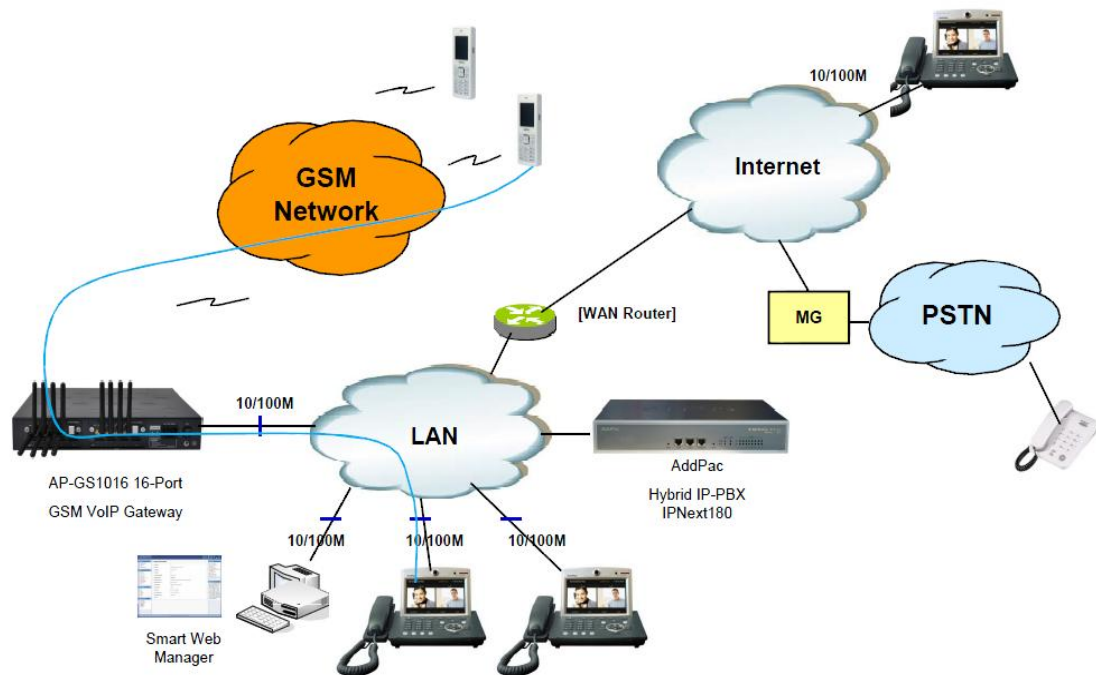 10/100M
GSM
Network
Internet
[WAN Router]
MG
PSTN
10/100M
LAN
AP-GS1016 16-Port
GSM VoIP Gateway
AddPac
Hybrid IP-PBX
IPNext180
10/100M
10/100M
10/100M
Smart Web
Manager